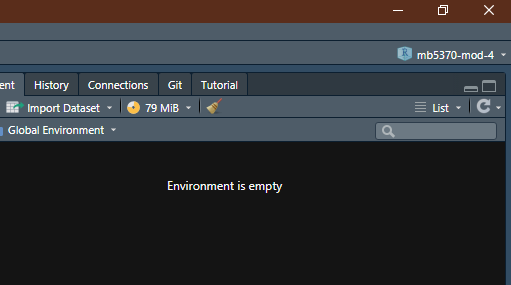 mb5370-mod-4
ent History Connections Git Tutorial
Import Dataset 79 MiB List
Global Environment
Environment is empty